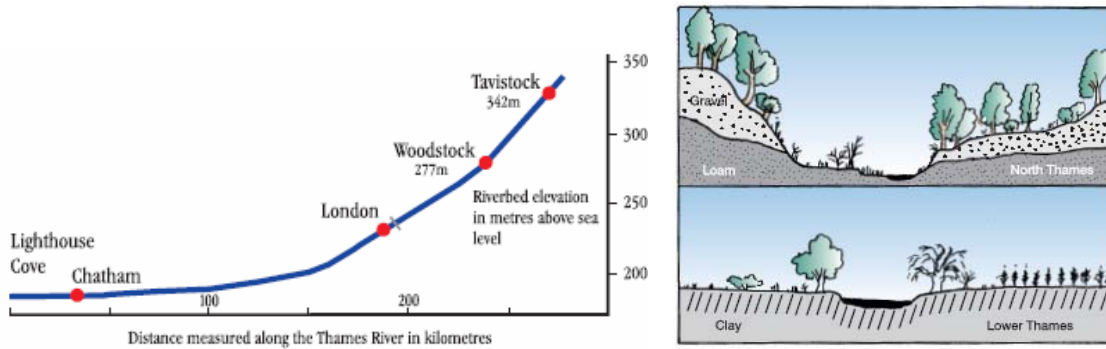 350
Tavistock
342m
300
Woodstock
277m
Riverbed elevation
in metres above sea
level
250
London
Lighthouse
Cove
Chatham
200
100
200
Distance measured along the Thames River in kilometres
Gravel
Loam
North Thames
Clay
Lower Thames